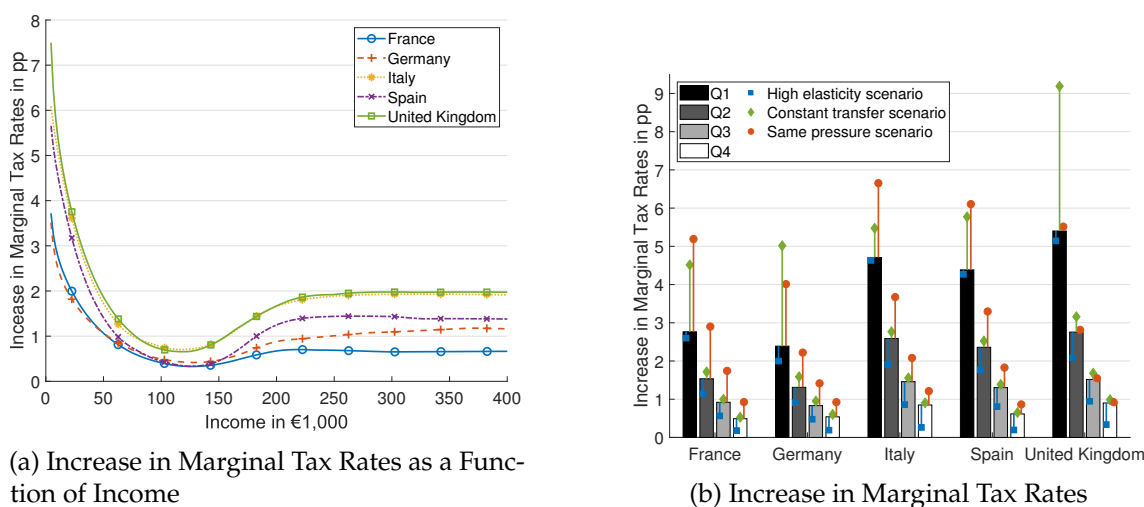 8
7
6
5
4
3
2
1
0
Increase in Marginal Tax Rates in pp
France
Germany
Italy
Spain
United Kingdom
0 50 100 150 200 250 300 350 400
Income in €1,000
(a) Increase in Marginal Tax Rates as a Func-
tion of Income
9
8
7
6
5
4
3
2
1
0
Increase in Marginal Tax Rates in pp
Q1 High elasticity scenario
Q2 Constant transfer scenario
Q3 Same pressure scenario
Q4
France Germany Italy Spain United Kingdom
(b) Increase in Marginal Tax Rates